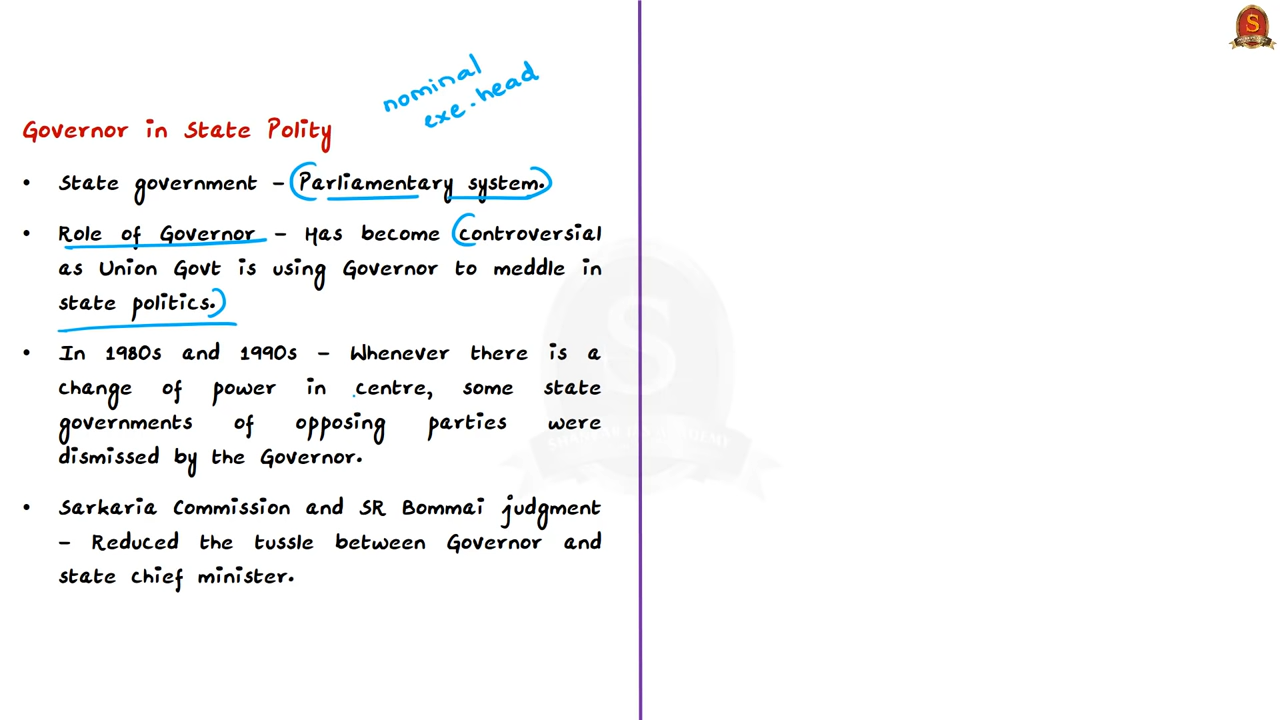 nominal
exe. head
Governor in State Polity
• State government – (Parliamentary system.)
• Role of Governor – Has become (controversial
as Union Govt is using Governor to meddle in
state politics.)
• In 1980s and 1990s – Whenever there is a
change of power in centre, some state
governments of opposing parties were
dismissed by the Governor.
• Sarkaria Commission and SR Bommai judgment
– Reduced the tussle between Governor and
state chief minister.
S
S